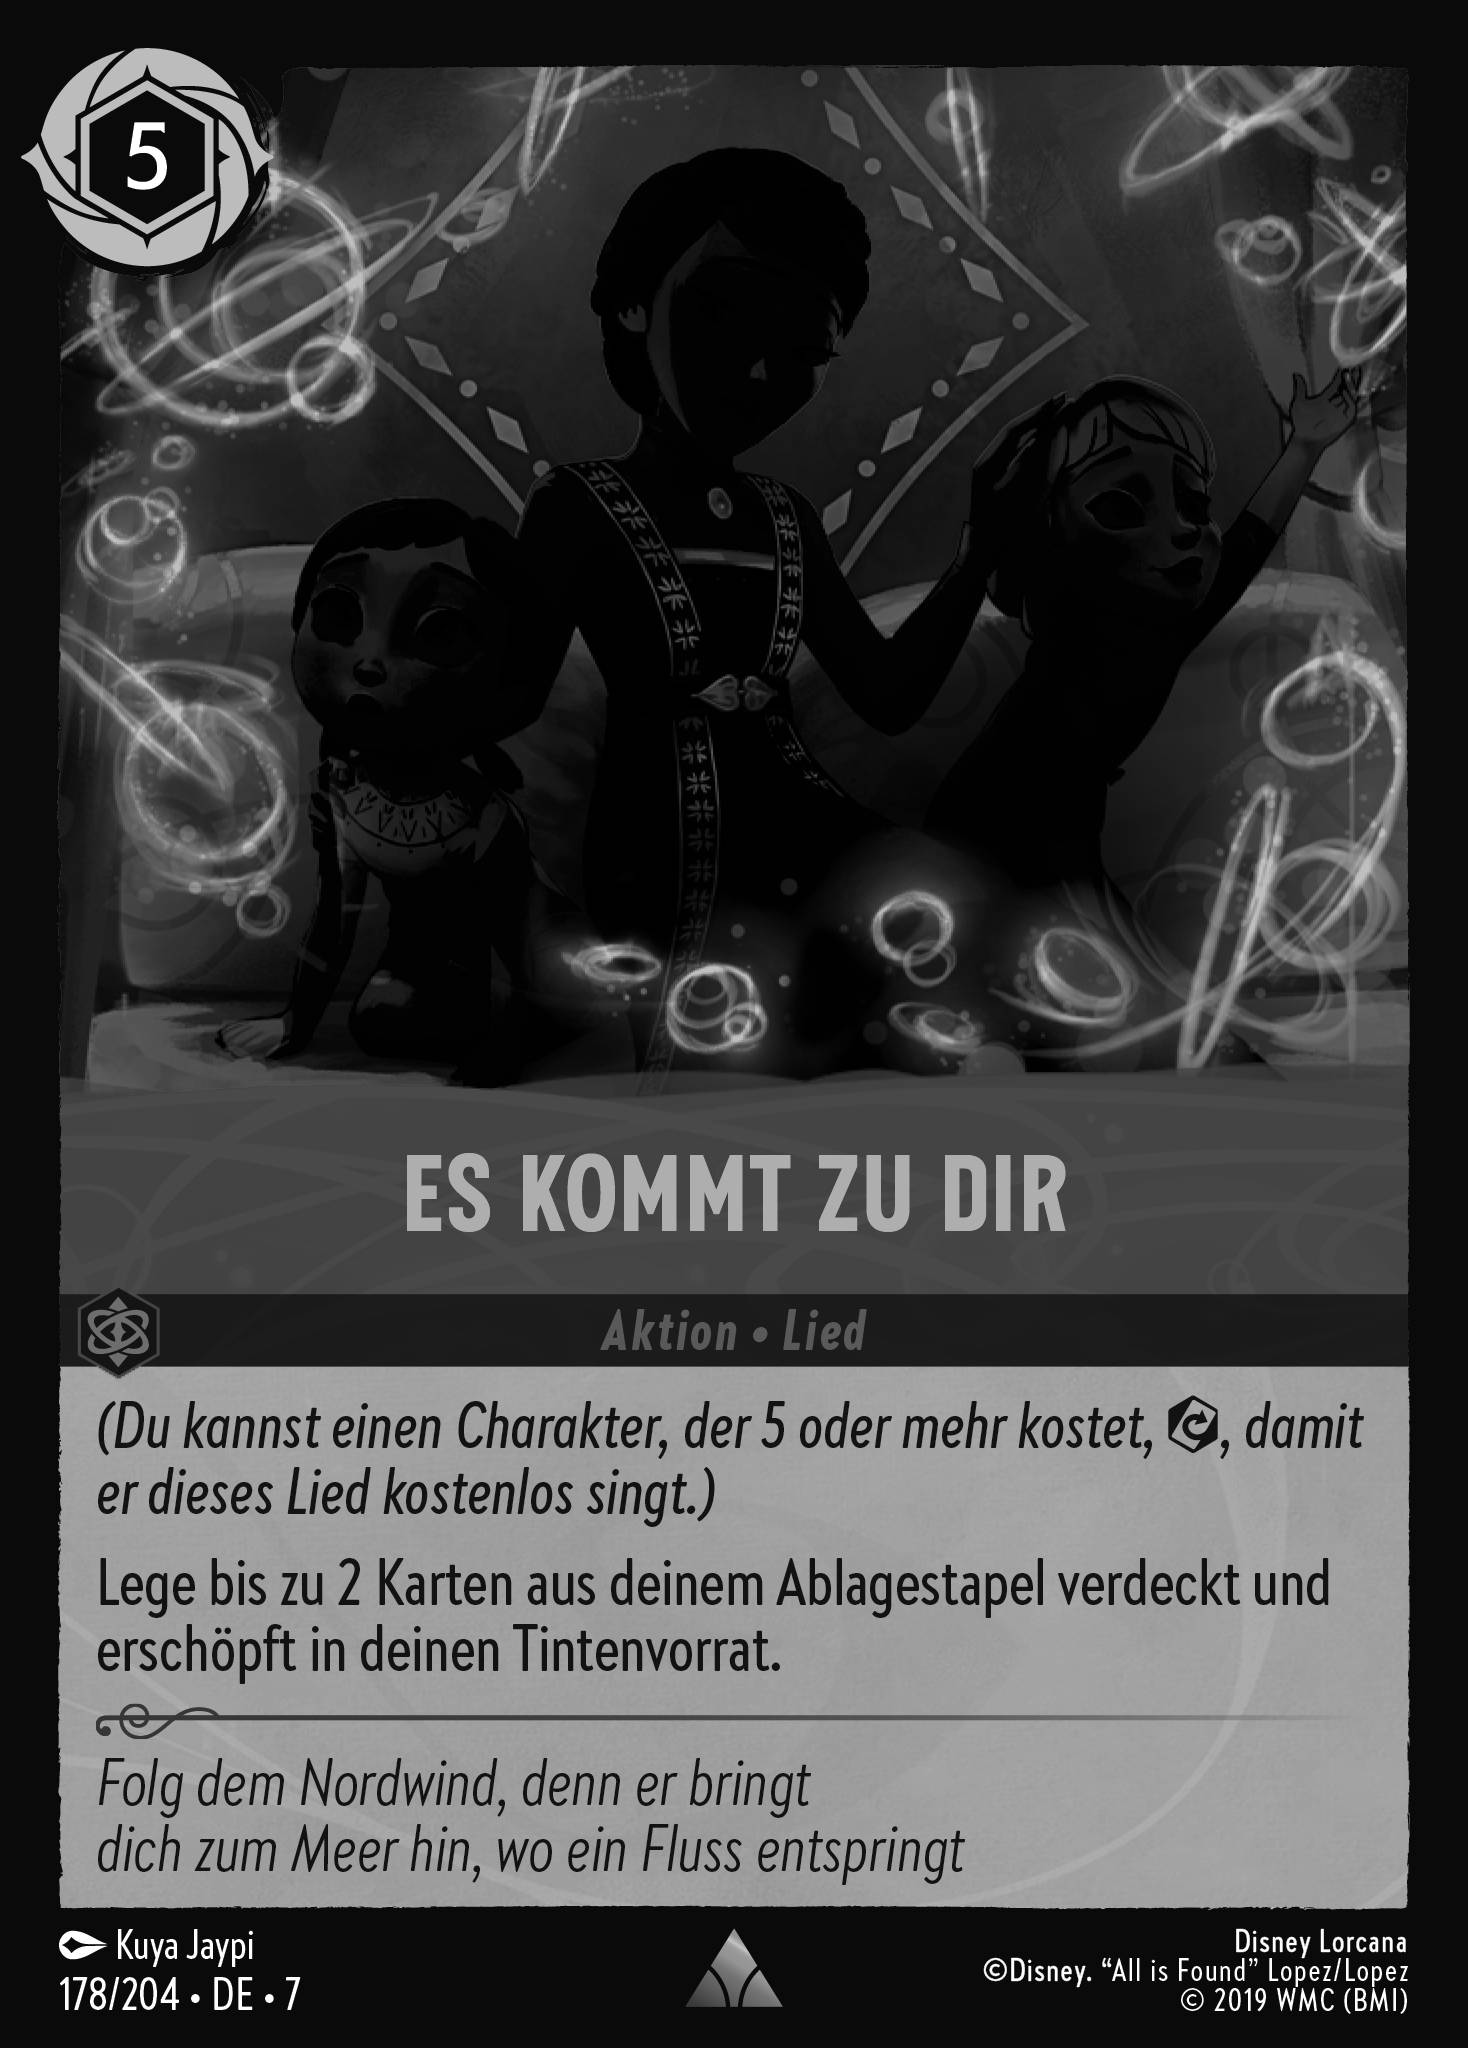 5
ES KOMMT ZU DIR
Aktion • Lied
(Du kannst einen Charakter, der 5 oder mehr kostet, , damit
er dieses Lied kostenlos singt.)
Lege bis zu 2 Karten aus deinem Ablagestapel verdeckt und
erschöpft in deinen Tintenvorrat.
Folg dem Nordwind, denn er bringt
dich zum Meer hin, wo ein Fluss entspringt
Kuya Jaypi
178/204 • DE • 7
Disney Lorcana
©Disney. “All is Found” Lopez/Lopez
© 2019 WMC (BMI)